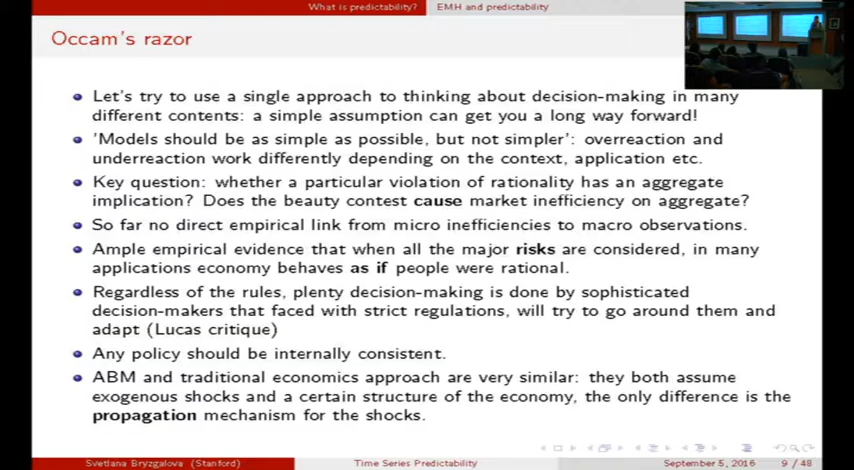 What is predictability? EMH and predictability
Occam's razor
Let's try to use a single approach to thinking about decision-making in many
different contents: a simple assumption can get you a long way forward!
'Models should be as simple as possible, but not simpler': overreaction and
underreaction work differently depending on the context, application etc.
Key question: whether a particular violation of rationality has an aggregate
implication? Does the beauty contest cause market inefficiency on aggregate?
So far no direct empirical link from micro inefficiencies to macro observations.
Ample empirical evidence that when all the major risks are considered, in many
applications economy behaves as if people were rational.
Regardless of the rules, plenty decision-making is done by sophisticated
decision-makers that faced with strict regulations, will try to go around them and
adapt (Lucas critique)
Any policy should be internally consistent.
ABM and traditional economics approach are very similar: they both assume
exogenous shocks and a certain structure of the economy, the only difference is the
propagation mechanism for the shocks.
Svetlana Bryzgalova (Stanford) Time Series Predictability September 5, 2016 9 / 48